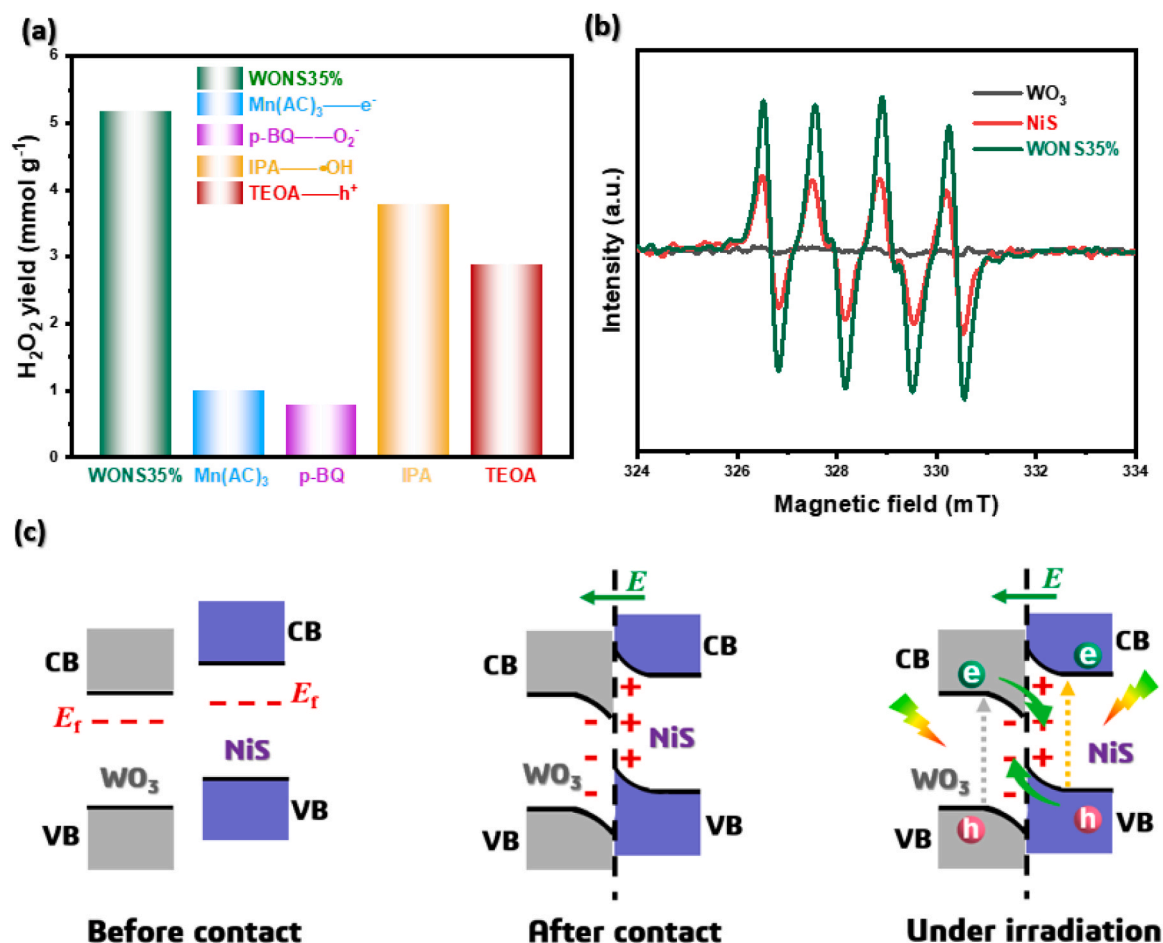 (a)
H₂O₂ yield (mmol g⁻¹)
6
5
4
3
2
1
0
WONS35%
Mn(AC)₃——e⁻
p-BQ——O₂⁻
IPA——•OH
TEOA——h⁺
WONS35% Mn(AC)₃ p-BQ IPA TEOA
(b)
Intensity (a.u.)
WO₃
NiS
WONS35%
324 326 328 330 332 334
Magnetic field (mT)
(c)
CB
CB
E_f
E_f
NiS
WO₃
VB
VB
Before contact
E
CB
CB
+
- +
- +
-
NiS
WO₃
VB
VB
After contact
E
CB
CB
e
e
+
- +
- +
-
NiS
WO₃
VB
VB
h
h
Under irradiation